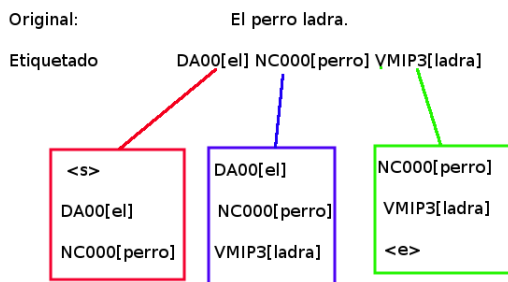 Original: El perro ladra.
Etiquetado DA00[el] NC000[perro] VMIP3[ladra]
<s>
DA00[el]
NC000[perro]
DA00[el]
NC000[perro]
VMIP3[ladra]
NC000[perro]
VMIP3[ladra]
<e>